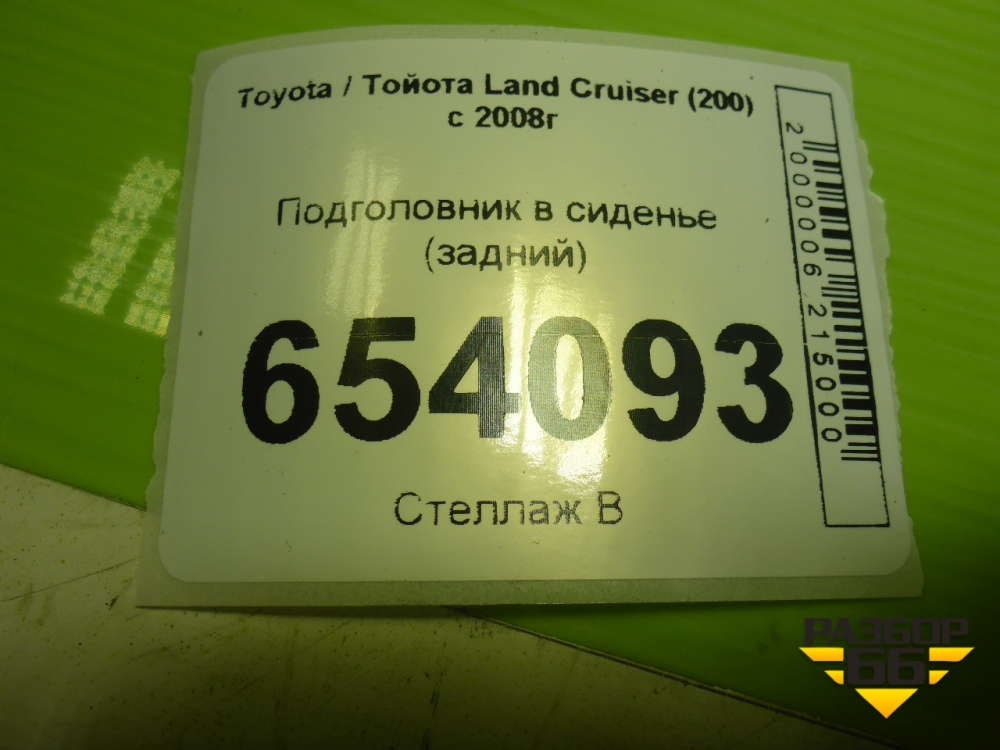 Toyota / Тойота Land Cruiser (200)
с 2008г
Подголовник в сиденье
(задний)
654093
Стеллаж В
2000006215000
РАЗБОР
66